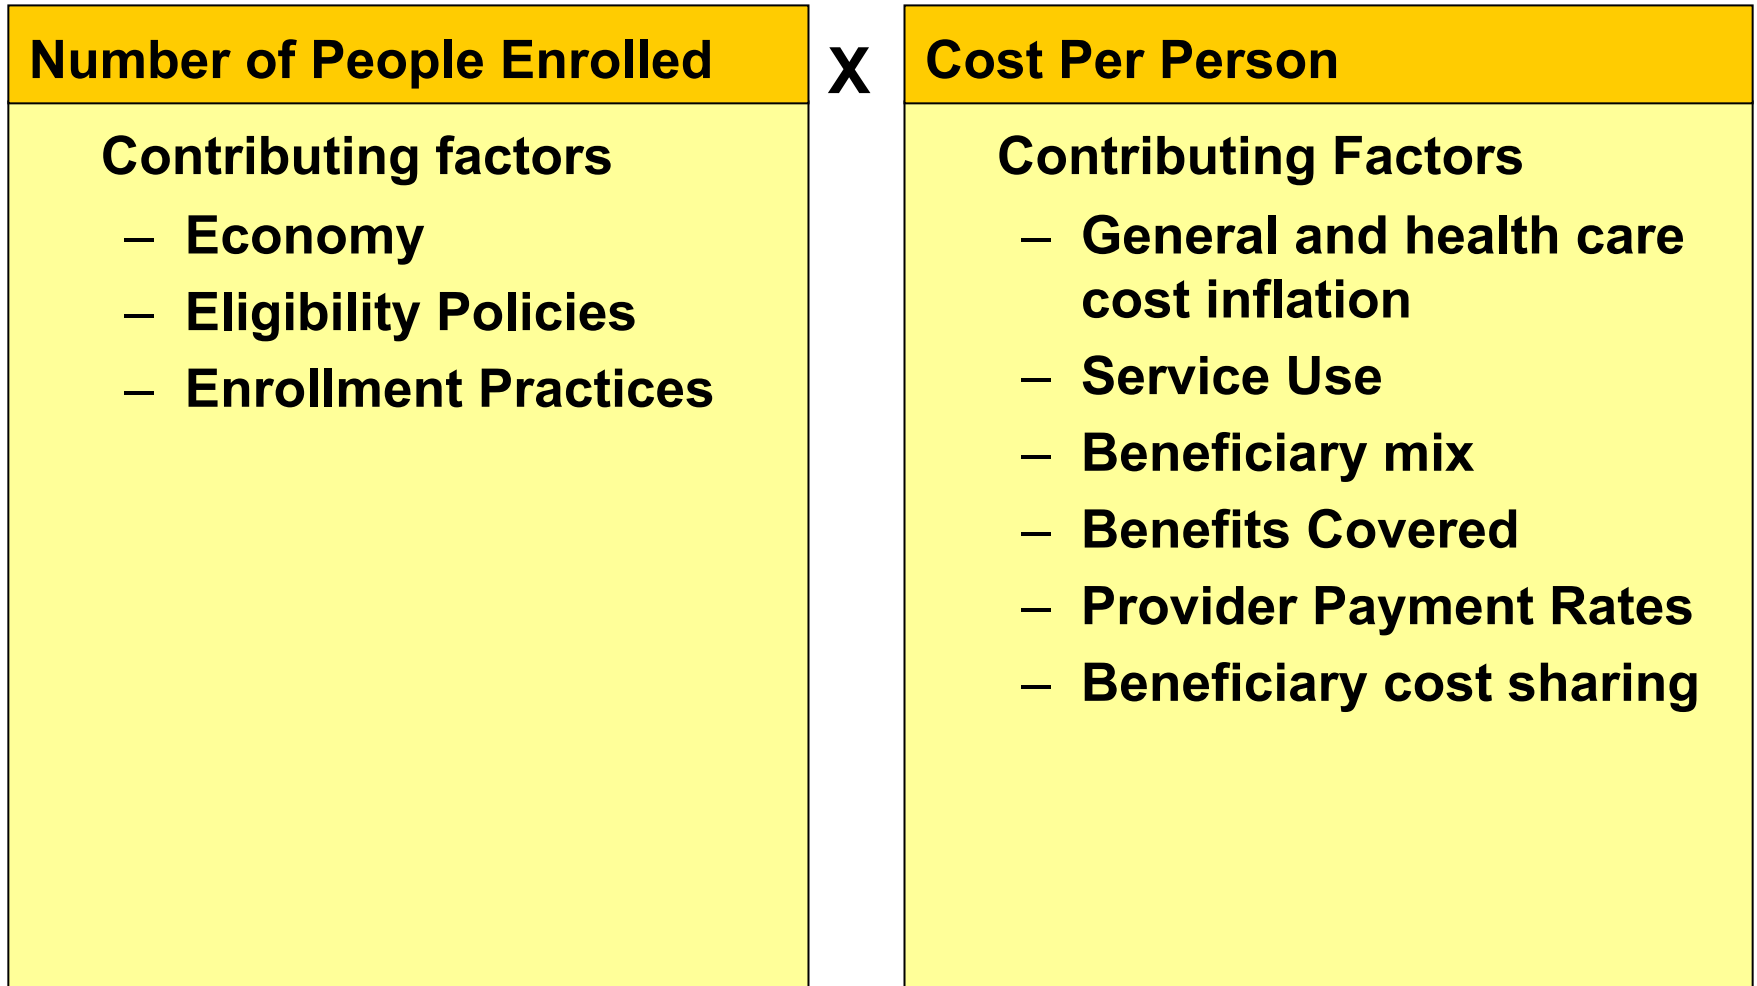 Number of People Enrolled
Contributing factors
– Economy
– Eligibility Policies
– Enrollment Practices
X
Cost Per Person
Contributing Factors
– General and health care
cost inflation
– Service Use
– Beneficiary mix
– Benefits Covered
– Provider Payment Rates
– Beneficiary cost sharing